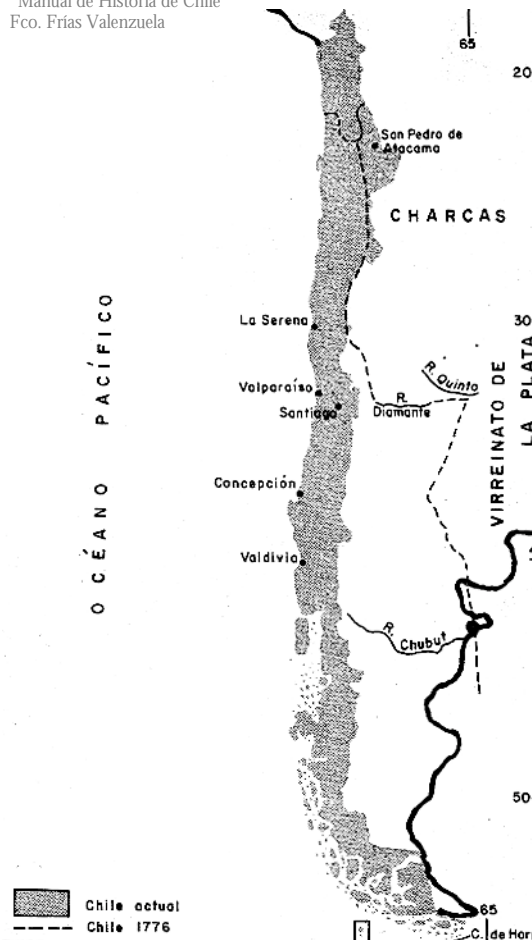 Manual de Historia de Chile
Fco. Frías Valenzuela
65
20
San Pedro de
Atacama
CHARCAS
OCÉANO PACÍFICO
La Serena
30
Valparaíso
Santiago
R. Diamante
R. Quinto
VIRREINATO DE
LA PLATA
Concepción
Valdivia
R. Chubut
50
65
C. de Hor
Chile actual
Chile 1776